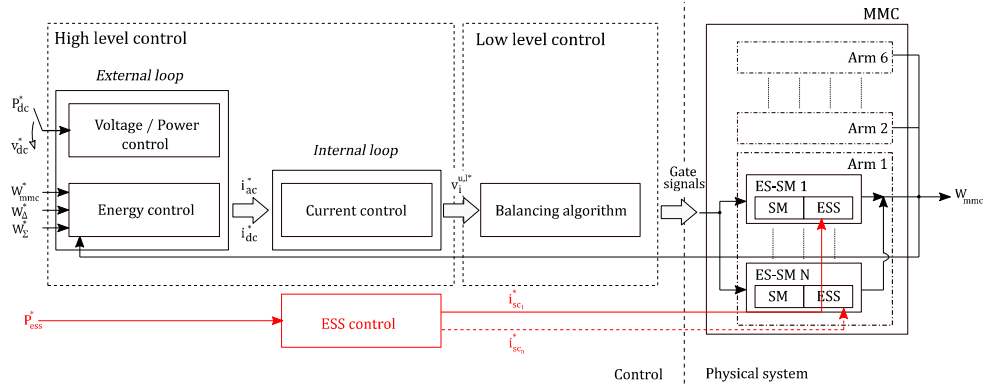 High level control
Low level control
MMC
External loop
Arm 6
P*dc
v*dc
Voltage / Power
control
Arm 2
Internal loop
Arm 1
W*mmc
W*Δ
W*Σ
Energy control
i*ac
i*dc
Current control
v_i^u,l*
Balancing algorithm
Gate
signals
ES-SM 1
SM
ESS
Wmmc
ES-SM N
SM
ESS
P*ess
ESS control
i*sc1
i*scn
Control
Physical system